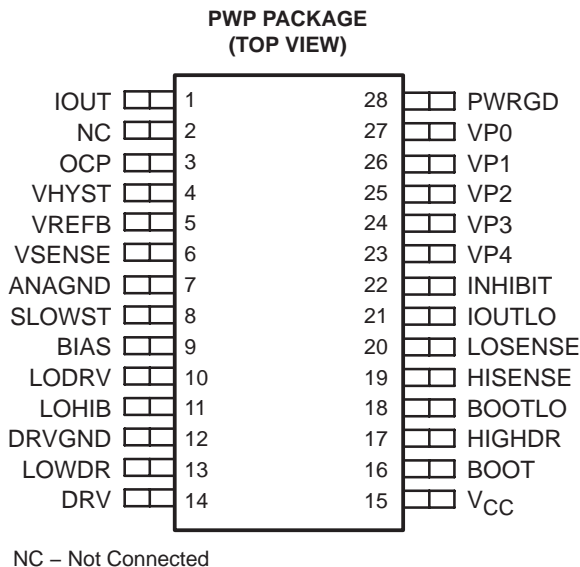 PWP PACKAGE
(TOP VIEW)
IOUT 1 28 PWRGD
NC 2 27 VP0
OCP 3 26 VP1
VHYST 4 25 VP2
VREFB 5 24 VP3
VSENSE 6 23 VP4
ANAGND 7 22 INHIBIT
SLOWST 8 21 IOUTLO
BIAS 9 20 LOSENSE
LODRV 10 19 HISENSE
LOHIB 11 18 BOOTLO
DRVGND 12 17 HIGHDR
LOWDR 13 16 BOOT
DRV 14 15 VCC
NC – Not Connected